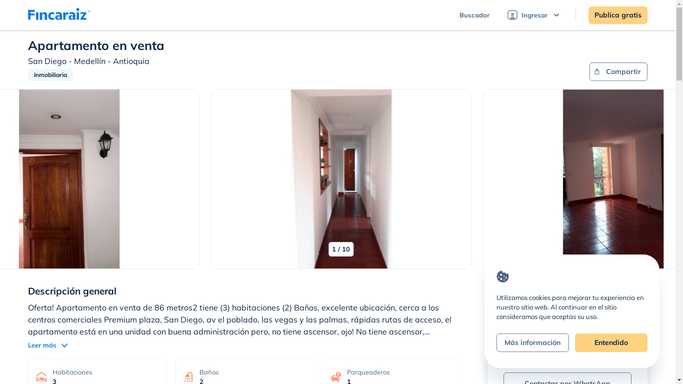 Fincaraiz
Buscador
Ingresar
Publica gratis
Apartamento en venta
San Diego - Medellín - Antioquia
Inmobiliaria
Compartir
1 / 10
Descripción general
Oferta! Apartamento en venta de 86 metros2 tiene (3) habitaciones (2) Baños, excelente ubicación, cerca a los
centros comerciales Premium plaza, San Diego, av el poblado, las vegas y las palmas, rápidas rutas de acceso, el
apartamento está en una unidad con buena administración pero, no tiene ascensor, ojo! No tiene ascensor,...
Leer más
Habitaciones
3
Baños
2
Parqueaderos
1
Utilizamos cookies para mejorar tu experiencia en
nuestro sitio web. Al continuar en el sitio
consideramos que aceptas su uso.
Más información
Entendido
Contactar por WhatsApp